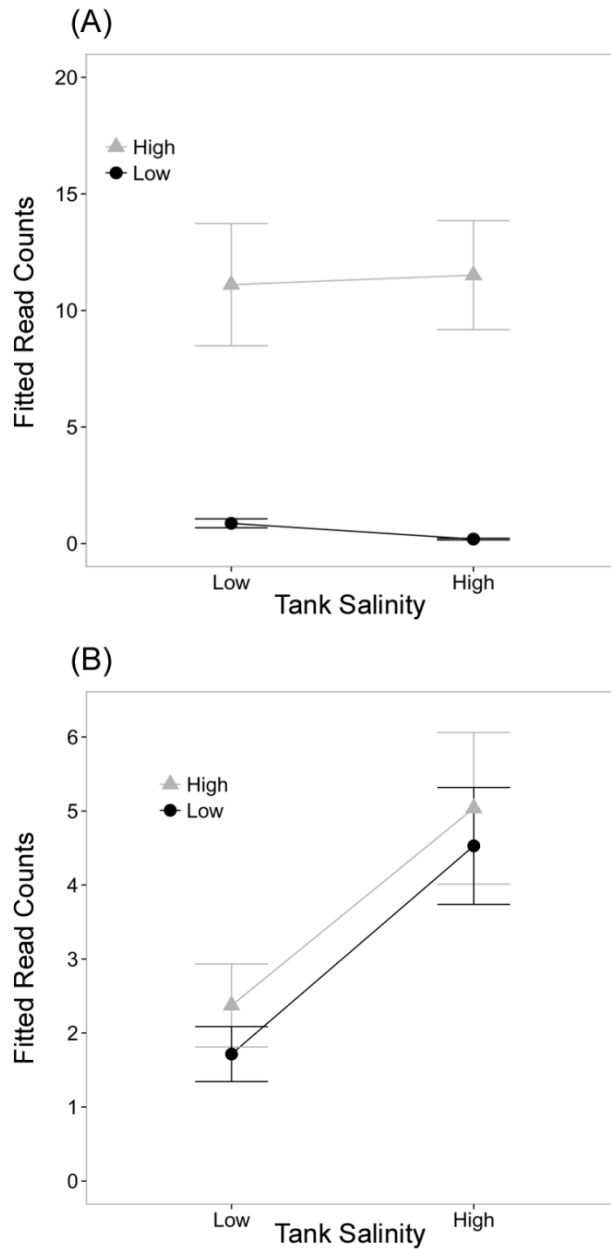 (A)
Fitted Read Counts
20
15
10
5
0
High
Low
Low High
Tank Salinity
(B)
Fitted Read Counts
6
5
4
3
2
1
0
High
Low
Low High
Tank Salinity